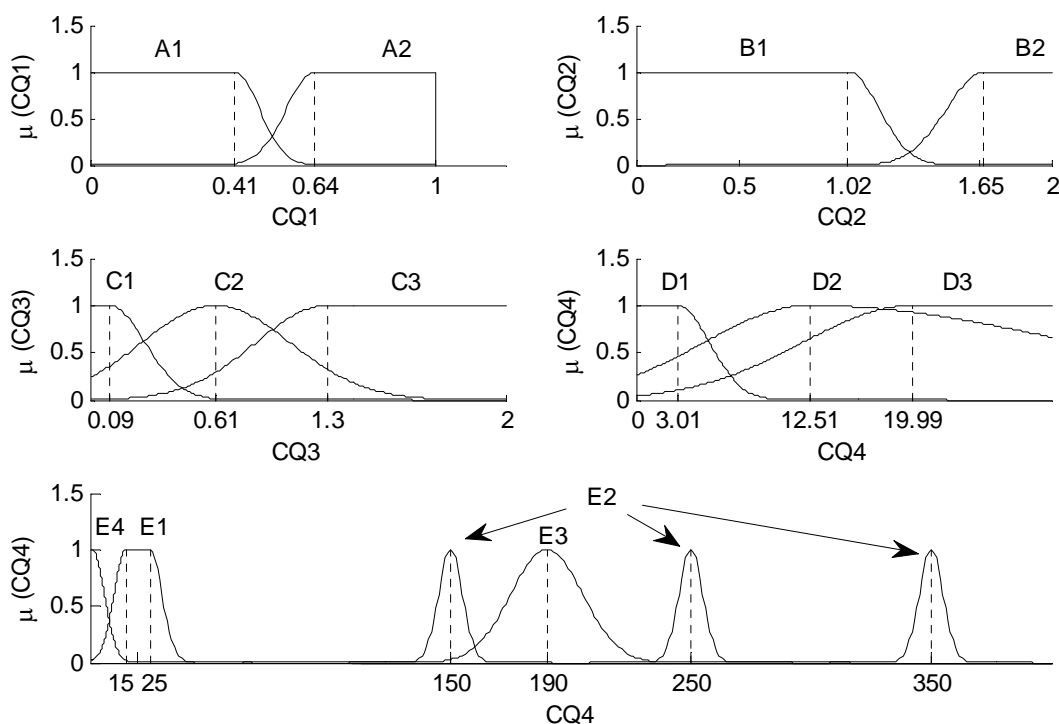 1.5
A1 A2
1
0.5
0
μ (CQ1)
0 0.41 0.64 1
CQ1
1.5
B1 B2
1
0.5
0
μ (CQ2)
0 0.5 1.02 1.65 2
CQ2
1.5
C1 C2 C3
1
0.5
0
μ (CQ3)
0.09 0.61 1.3 2
CQ3
1.5
D1 D2 D3
1
0.5
0
μ (CQ4)
0 3.01 12.51 19.99
CQ4
1.5
E2
E4 E1 E3
1
0.5
0
μ (CQ4)
15 25 150 190 250 350
CQ4